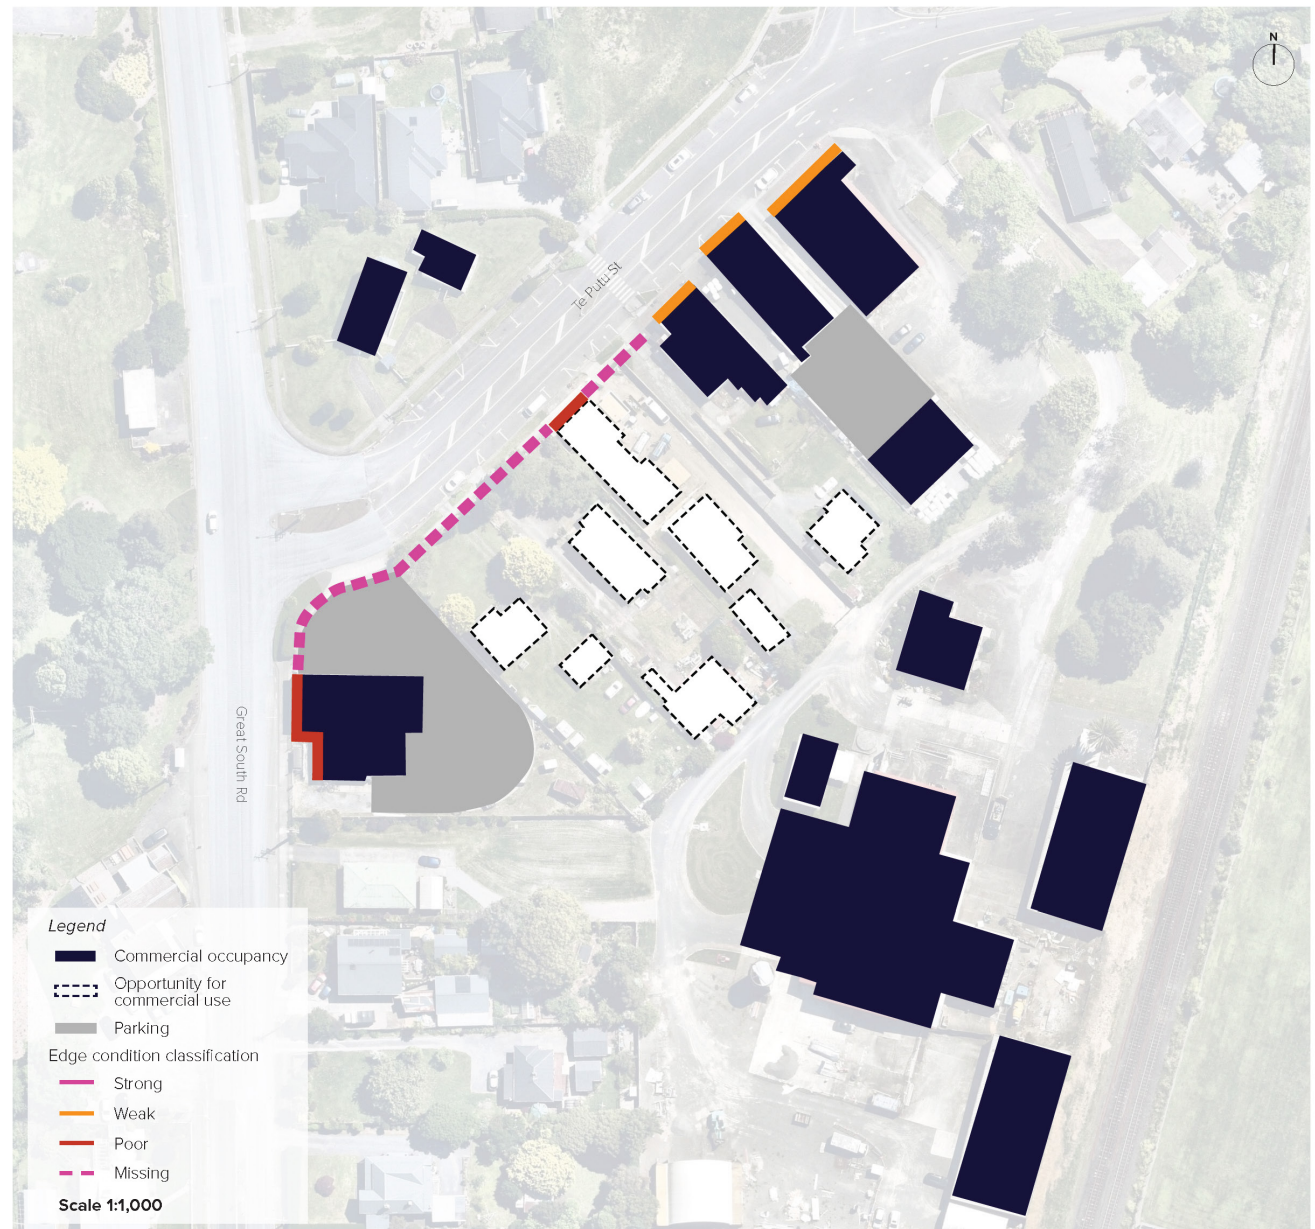 N
Te Putu St
Great South Rd
Legend
Commercial occupancy
Opportunity for
commercial use
Parking
Edge condition classification
Strong
Weak
Poor
Missing
Scale 1:1,000